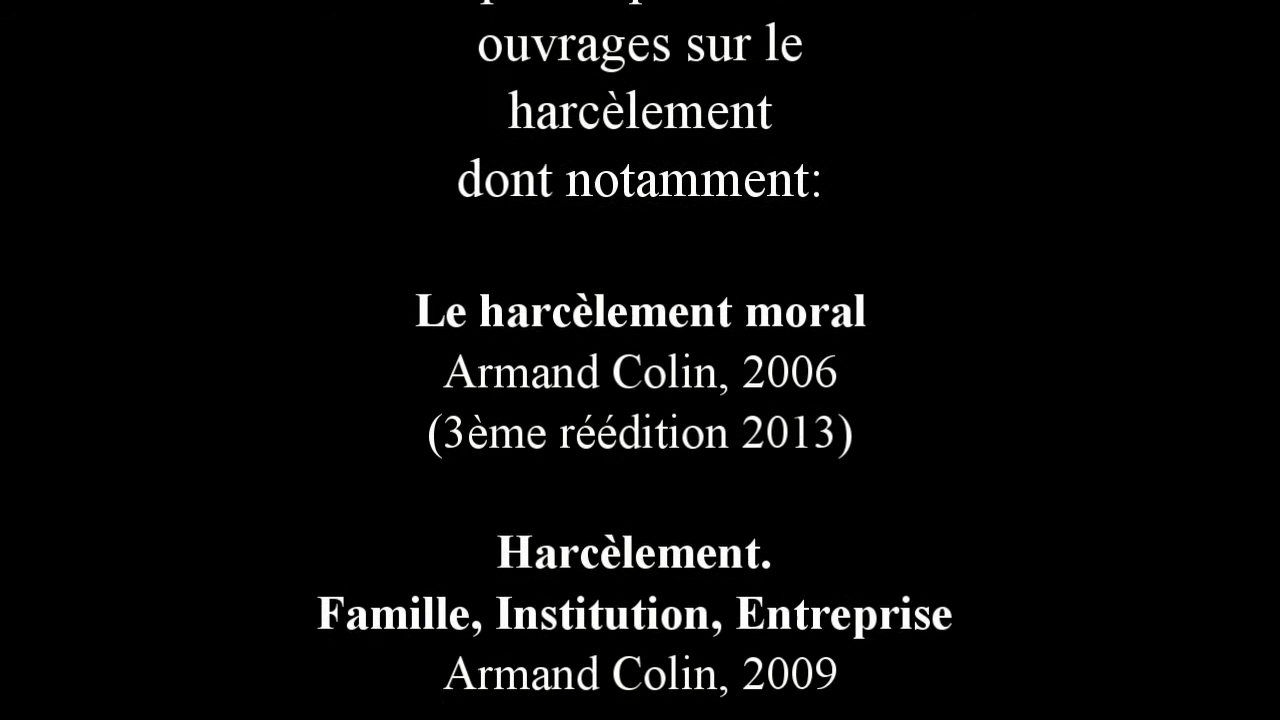 ouvrages sur le
harcèlement
dont notamment:
Le harcèlement moral
Armand Colin, 2006
(3ème réédition 2013)
Harcèlement.
Famille, Institution, Entreprise
Armand Colin, 2009